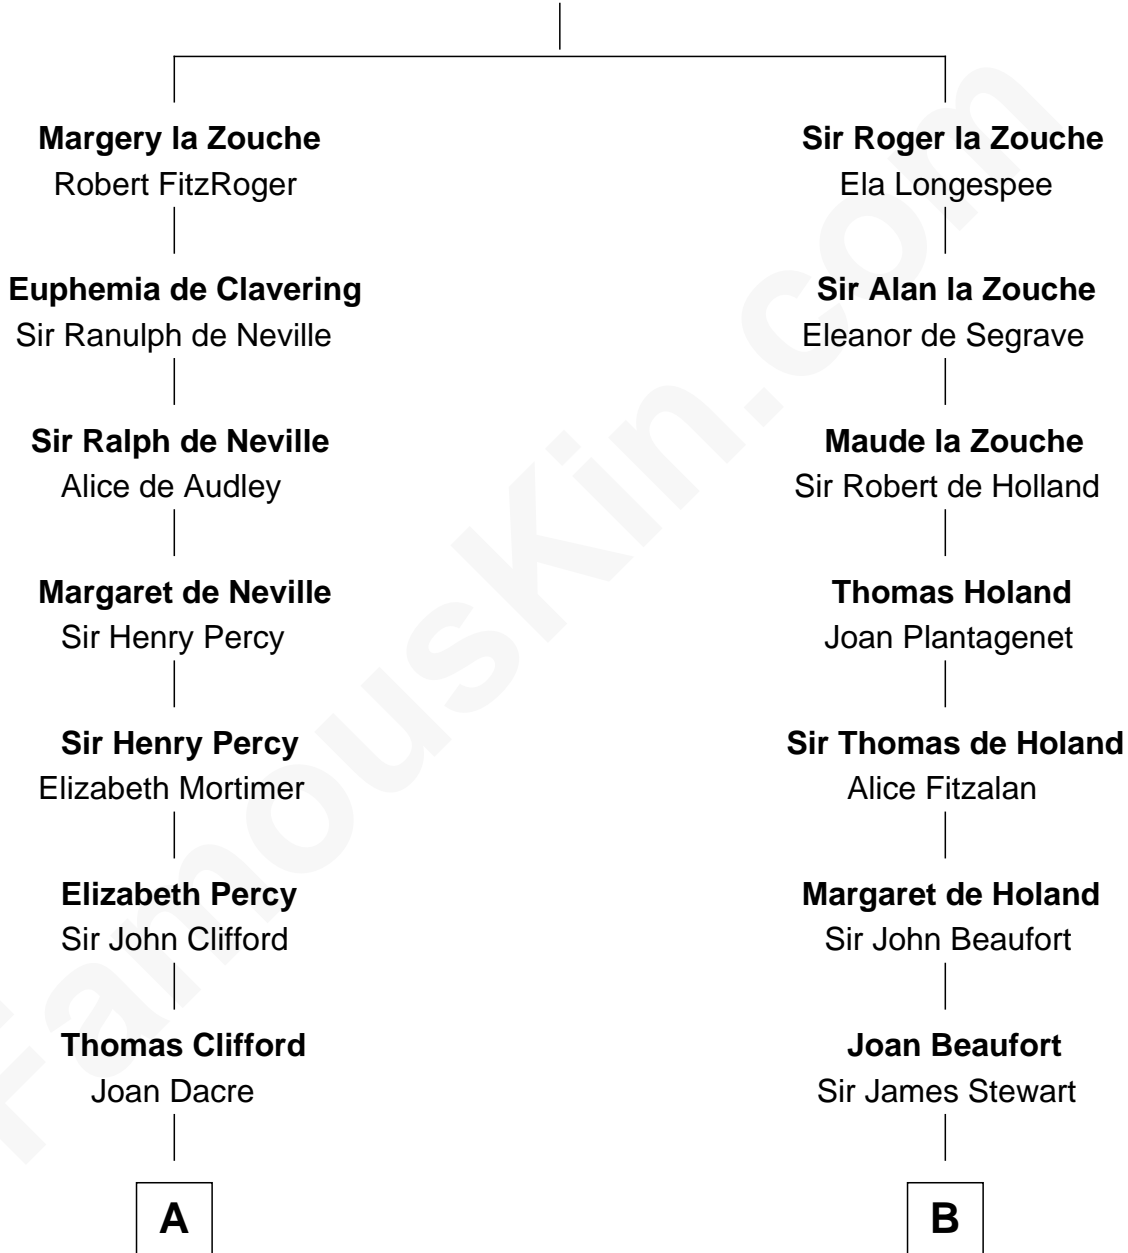 Margery la Zouche
Robert FitzRoger
Euphemia de Clavering
Sir Ranulph de Neville
Sir Ralph de Neville
Alice de Audley
Margaret de Neville
Sir Henry Percy
Sir Henry Percy
Elizabeth Mortimer
Elizabeth Percy
Sir John Clifford
Thomas Clifford
Joan Dacre
A
Sir Roger la Zouche
Ela Longespee
Sir Alan la Zouche
Eleanor de Segrave
Maude la Zouche
Sir Robert de Holland
Thomas Holand
Joan Plantagenet
Sir Thomas de Holand
Alice Fitzalan
Margaret de Holand
Sir John Beaufort
Joan Beaufort
Sir James Stewart
B
FamousKin.com